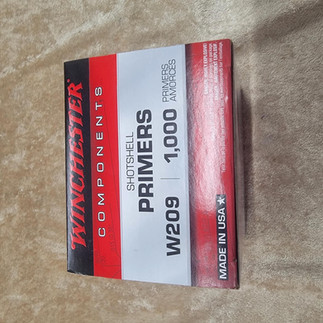 WINCHESTER
COMPONENTS
SHOTSHELL
PRIMERS
W209
1,000
PRIMERS
AMORCES
MADE IN USA